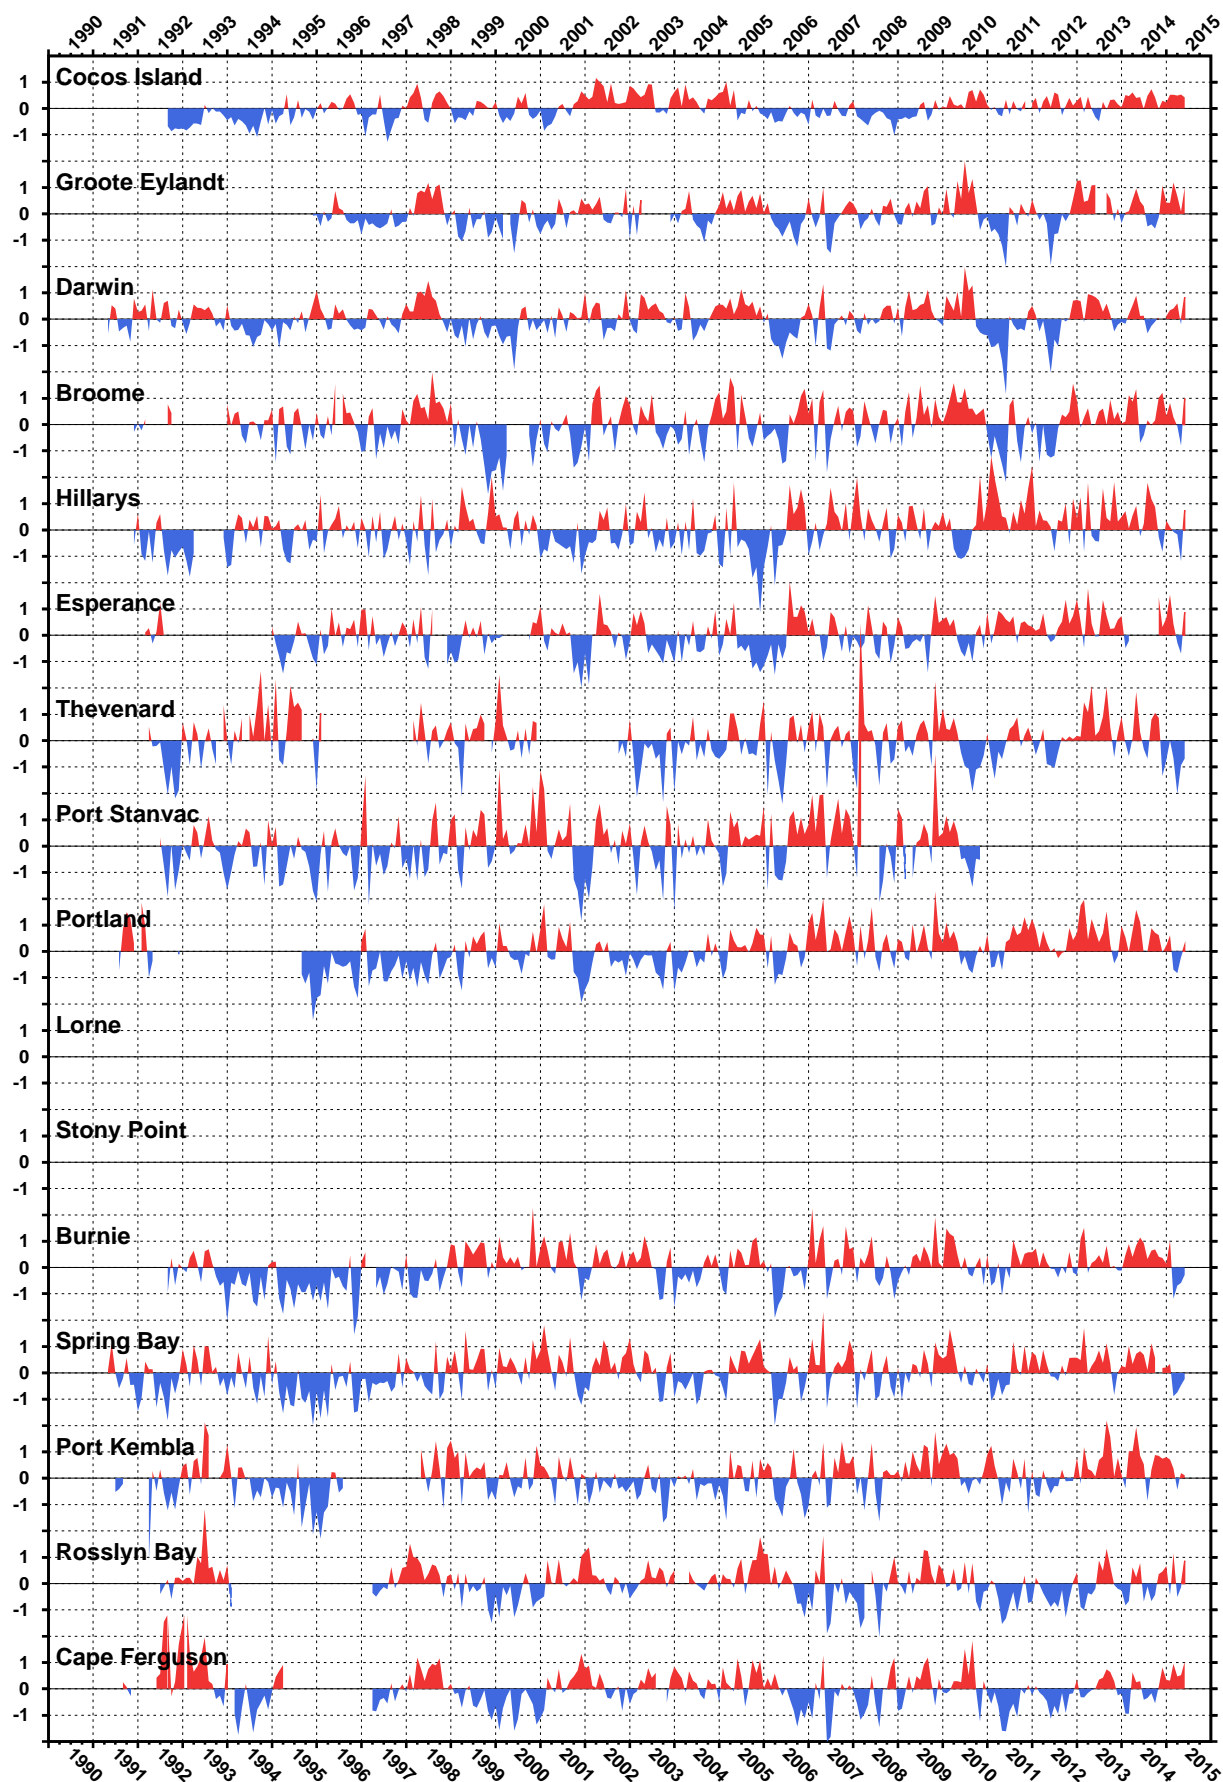 1990 1991 1992 1993 1994 1995 1996 1997 1998 1999 2000 2001 2002 2003 2004 2005 2006 2007 2008 2009 2010 2011 2012 2013 2014 2015
Cocos Island
1
0
-1
Groote Eylandt
1
0
-1
Darwin
1
0
-1
Broome
1
0
-1
Hillarys
1
0
-1
Esperance
1
0
-1
Thevenard
1
0
-1
Port Stanvac
1
0
-1
Portland
1
0
-1
Lorne
1
0
-1
Stony Point
1
0
-1
Burnie
1
0
-1
Spring Bay
1
0
-1
Port Kembla
1
0
-1
Rosslyn Bay
1
0
-1
Cape Ferguson
1
0
-1
1990 1991 1992 1993 1994 1995 1996 1997 1998 1999 2000 2001 2002 2003 2004 2005 2006 2007 2008 2009 2010 2011 2012 2013 2014 2015